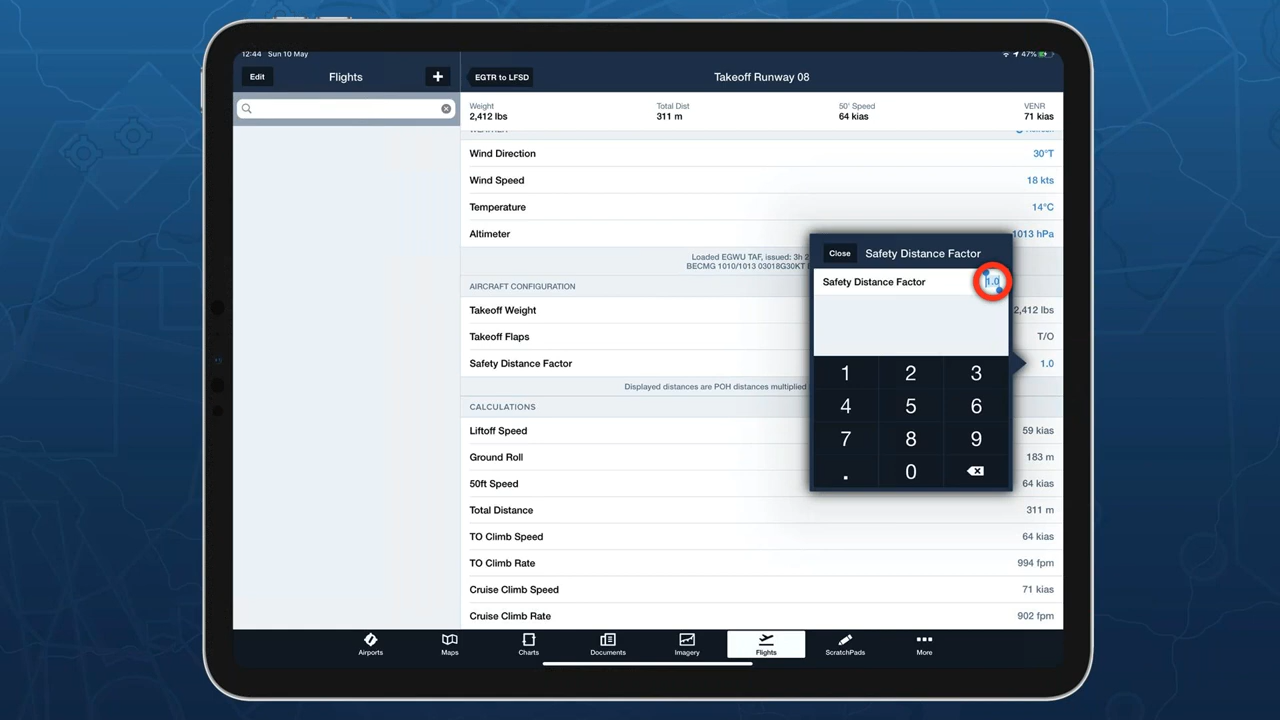 12:44 Sun 10 May
47%
Edit
Flights
+
EGTR to LFSD
Takeoff Runway 08
Weight
2,412 lbs
Total Dist
311 m
50' Speed
64 kias
VENR
71 kias
Wind Direction
30°T
Wind Speed
18 kts
Temperature
14°C
Altimeter
1013 hPa
Loaded EGWU TAF, issued: 3h 2
BECMG 1010/1013 03018G30KT
AIRCRAFT CONFIGURATION
Takeoff Weight
2,412 lbs
Takeoff Flaps
T/O
Safety Distance Factor
1.0
Displayed distances are POH distances multiplied
CALCULATIONS
Liftoff Speed
59 kias
Ground Roll
183 m
50ft Speed
64 kias
Total Distance
311 m
TO Climb Speed
64 kias
TO Climb Rate
994 fpm
Cruise Climb Speed
71 kias
Cruise Climb Rate
902 fpm
Close
Safety Distance Factor
Safety Distance Factor
1.0
1 2 3
4 5 6
7 8 9
. 0
Airports
Maps
Charts
Documents
Imagery
Flights
ScratchPads
More